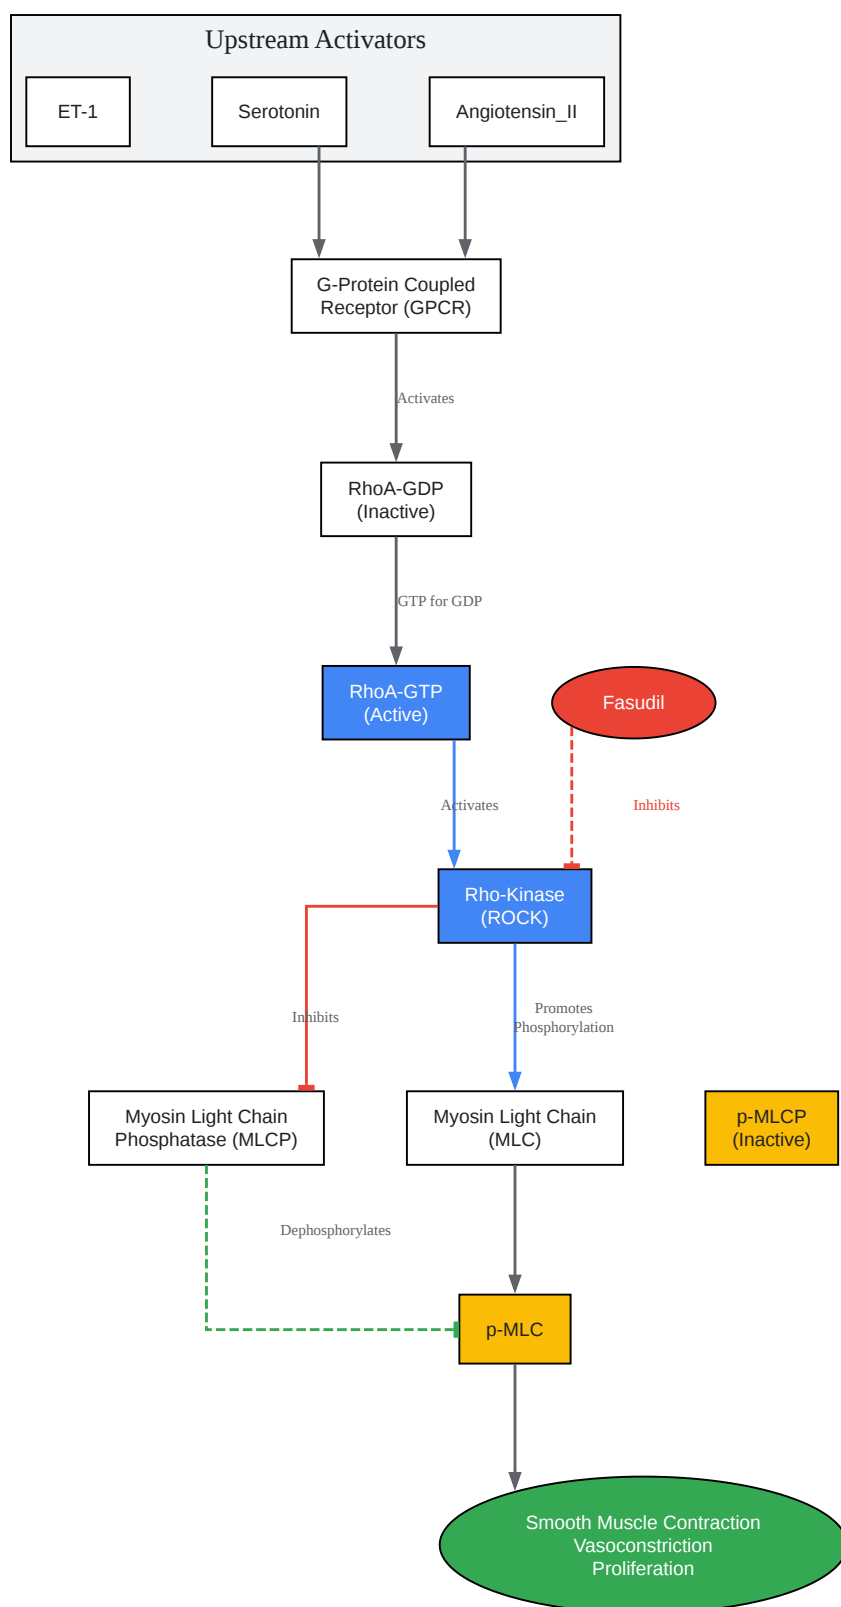 Upstream Activators
ET-1
Serotonin
Angiotensin_II
G-Protein Coupled
Receptor (GPCR)
Activates
RhoA-GDP
(Inactive)
GTP for GDP
RhoA-GTP
(Active)
Fasudil
Activates
Inhibits
Rho-Kinase
(ROCK)
Inhibits
Promotes
Phosphorylation
Myosin Light Chain
Phosphatase (MLCP)
Myosin Light Chain
(MLC)
p-MLCP
(Inactive)
Dephosphorylates
p-MLC
Smooth Muscle Contraction
Vasoconstriction
Proliferation